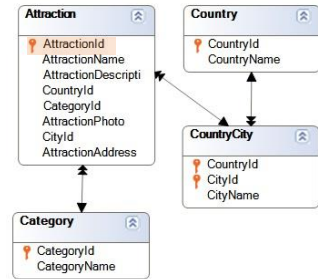 Attraction
AttractionId
AttractionName
AttractionDescripti
CountryId
CategoryId
AttractionPhoto
CityId
AttractionAddress
Country
CountryId
CountryName
CountryCity
CountryId
CityId
CityName
Category
CategoryId
CategoryName